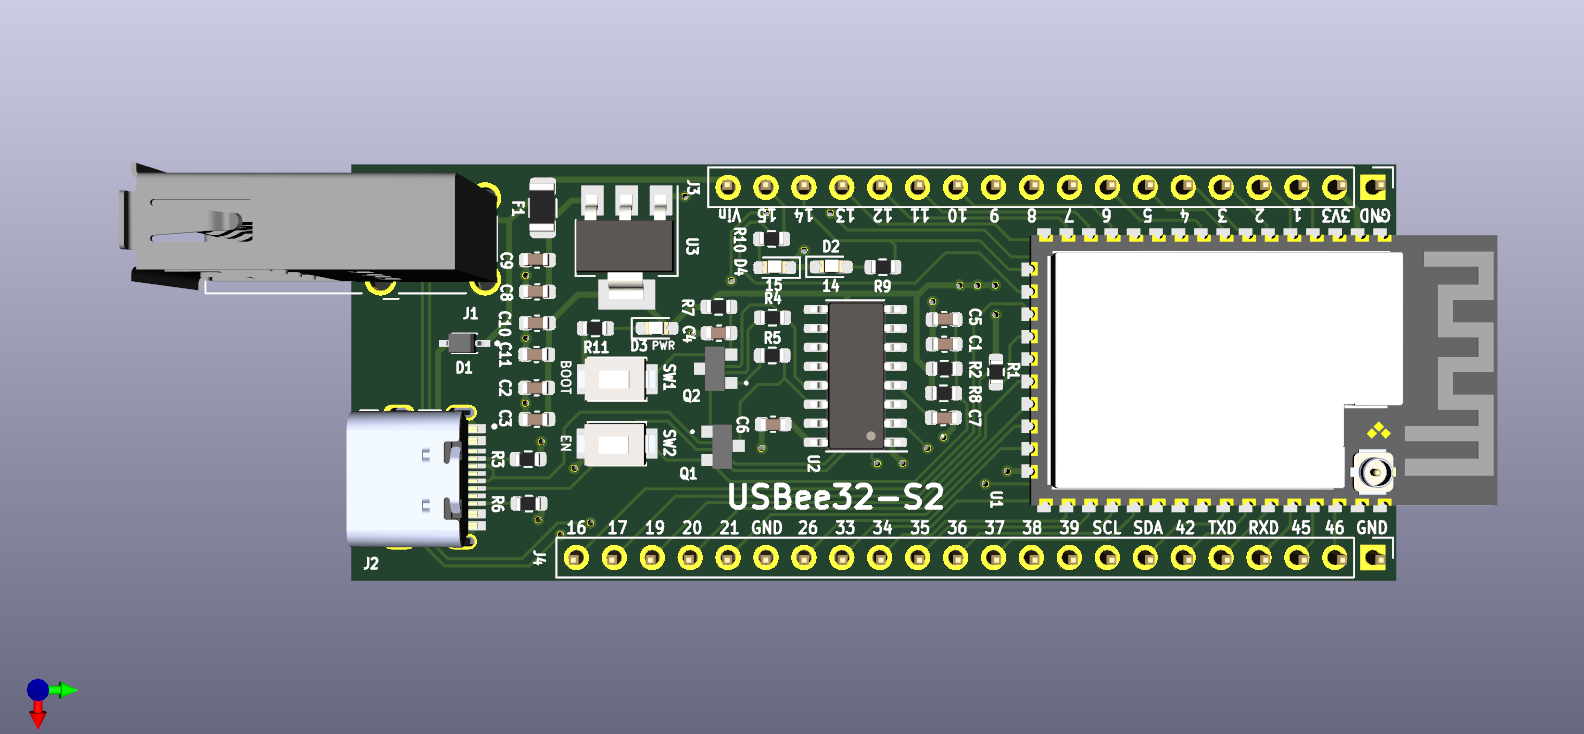 J3
Vin 15 14 13 12 11 10 9 8 7 6 5 4 3 2 1 3V3 GND
F1
U3
R10
D4
D2
15
14
R9
C9
C8
J1
C10
R11
D3 PWR
R7
C4
R4
R5
C5
C1
R2
R8
C7
R1
D1
C11
C2
C3
BOOT
SW1
Q2
EN
SW2
Q1
C6
U2
R3
R6
USBee32-S2
U1
16 17 19 20 21 GND 26 33 34 35 36 37 38 39 SCL SDA 42 TXD RXD 45 46 GND
J4
J2